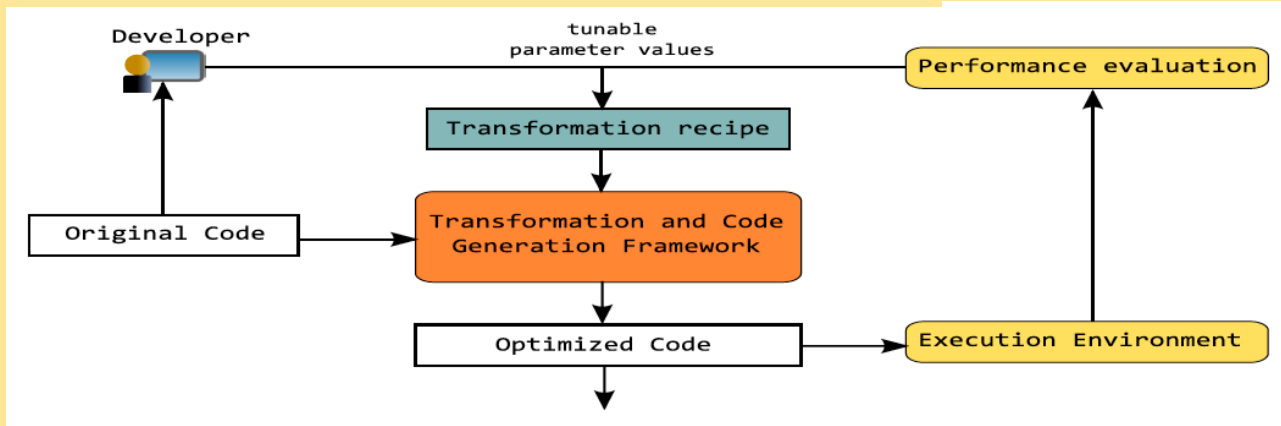 Developer
tunable
parameter values
Performance evaluation
Transformation recipe
Original Code
Transformation and Code
Generation Framework
Optimized Code
Execution Environment